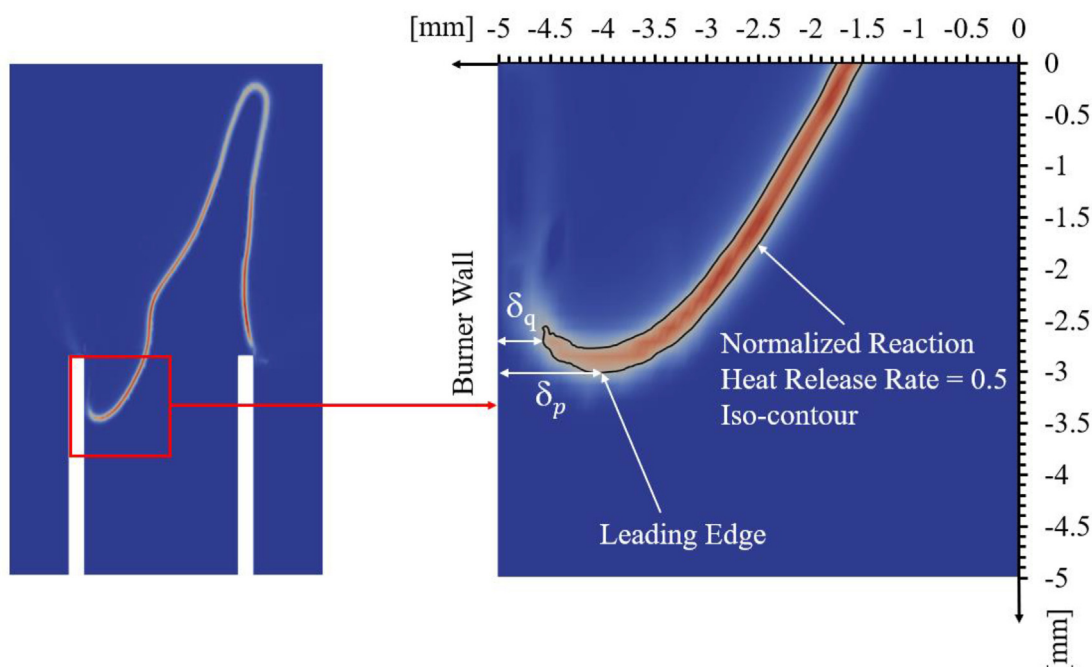 [mm] -5 -4.5 -4 -3.5 -3 -2.5 -2 -1.5 -1 -0.5 0
0
-0.5
-1
-1.5
-2
-2.5
-3
-3.5
-4
-4.5
-5
[mm]
Burner Wall
δq
δp
Normalized Reaction
Heat Release Rate = 0.5
Iso-contour
Leading Edge